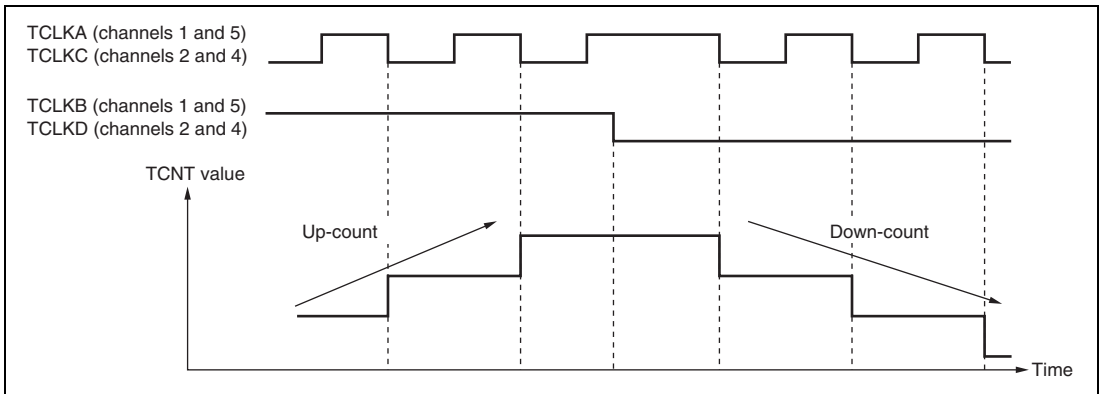 TCLKA (channels 1 and 5)
TCLKC (channels 2 and 4)
TCLKB (channels 1 and 5)
TCLKD (channels 2 and 4)
TCNT value
Up-count
Down-count
Time